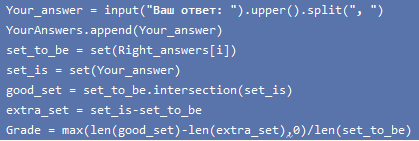 Your_answer = input("Ваш ответ: ").upper().split(", ")
YourAnswers.append(Your_answer)
set_to_be = set(Right_answers[i])
set_is = set(Your_answer)
good_set = set_to_be.intersection(set_is)
extra_set = set_is-set_to_be
Grade = max(len(good_set)-len(extra_set),0)/len(set_to_be)